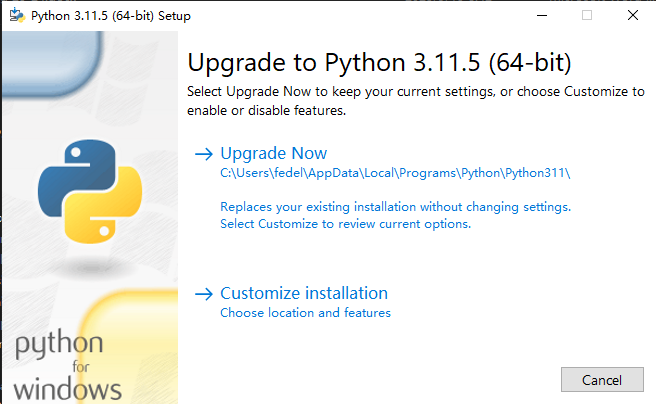 Python 3.11.5 (64-bit) Setup
Upgrade to Python 3.11.5 (64-bit)
Select Upgrade Now to keep your current settings, or choose Customize to
enable or disable features.
Upgrade Now
C:\Users\fedel\AppData\Local\Programs\Python\Python311\
Replaces your existing installation without changing settings.
Select Customize to review current options.
Customize installation
Choose location and features
python
for
windows
Cancel